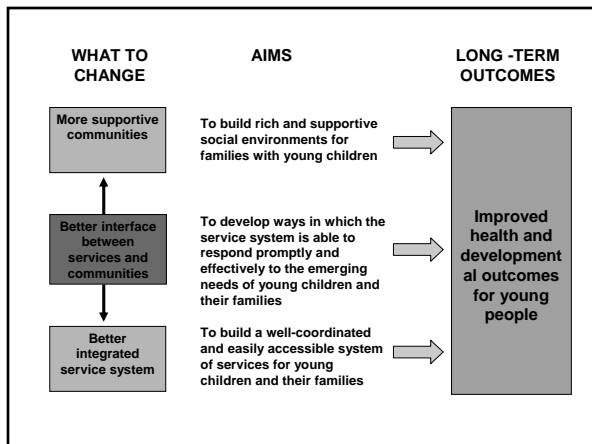 WHAT TO
CHANGE
AIMS
LONG -TERM
OUTCOMES
More supportive
communities
To build rich and supportive
social environments for
families with young children
Better interface
between
services and
communities
To develop ways in which the
service system is able to
respond promptly and
effectively to the emerging
needs of young children and
their families
Better
integrated
service system
To build a well-coordinated
and easily accessible system
of services for young
children and their families
Improved
health and
development
al outcomes
for young
people